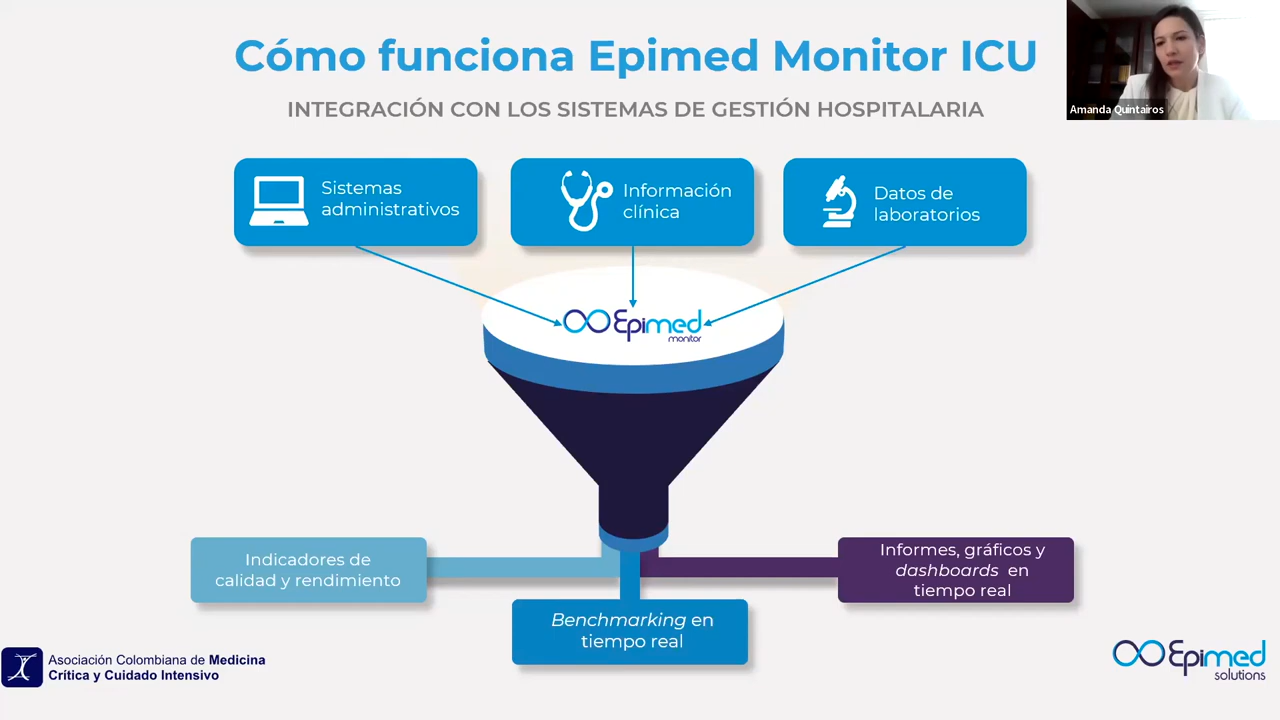 Cómo funciona Epimed Monitor ICU
INTEGRACIÓN CON LOS SISTEMAS DE GESTIÓN HOSPITALARIA
Amanda Quintairos
Sistemas
administrativos
Información
clínica
Datos de
laboratorios
Epimed
monitor
Indicadores de
calidad y rendimiento
Benchmarking en
tiempo real
Informes, gráficos y
dashboards en
tiempo real
Asociación Colombiana de Medicina
Crítica y Cuidado Intensivo
Epimed
solutions